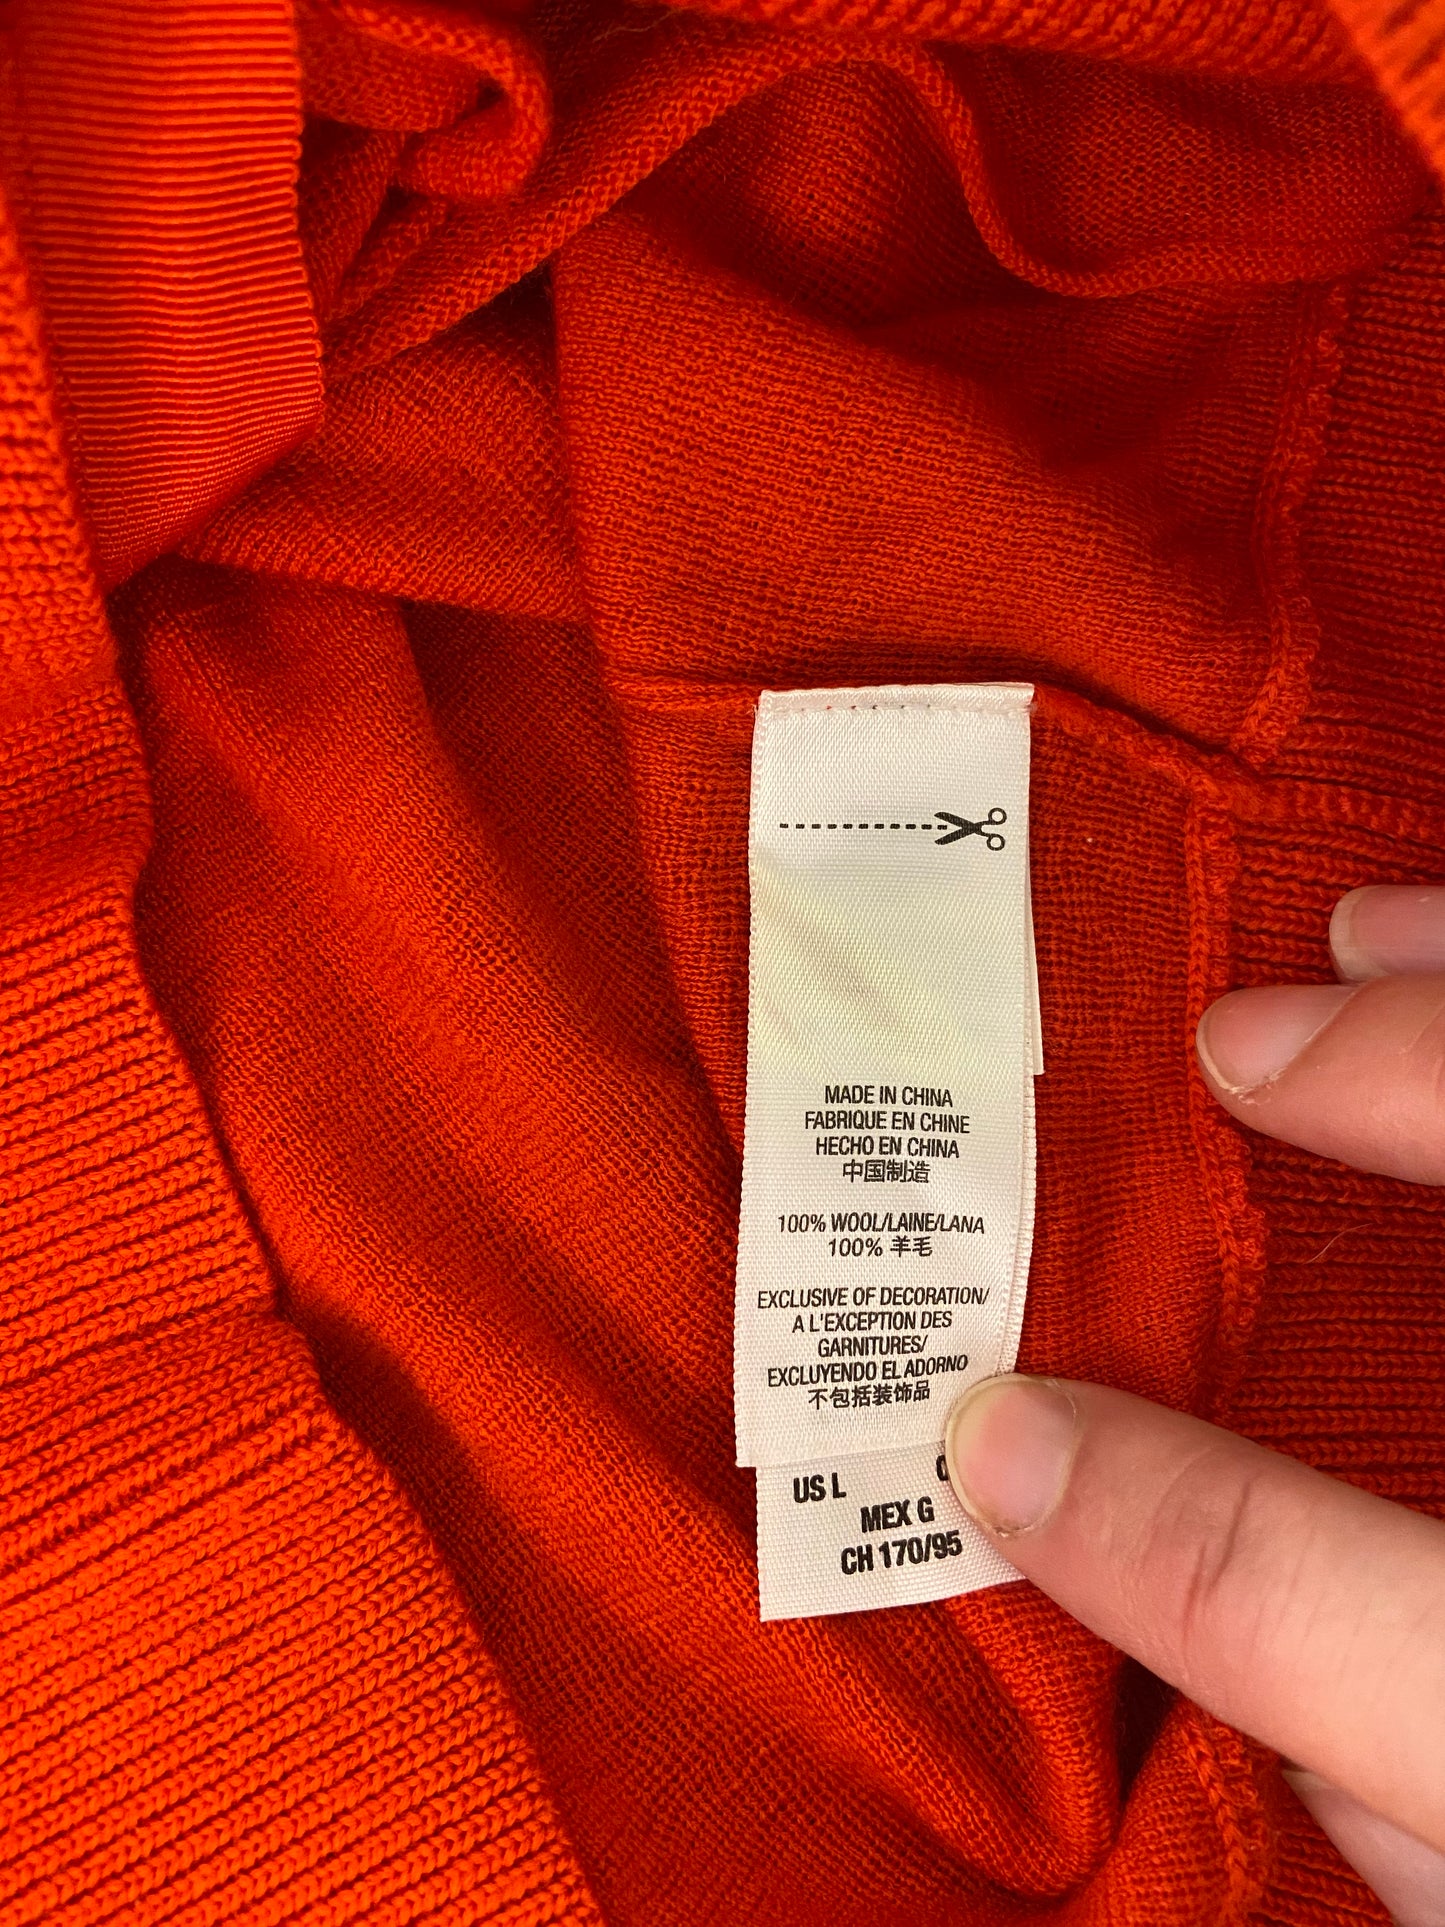 MADE IN CHINA
FABRIQUE EN CHINE
HECHO EN CHINA
中国制造
100% WOOL/LAINE/LANA
100% 羊毛
EXCLUSIVE OF DECORATION/
A L'EXCEPTION DES
GARNITURES/
EXCLUYENDO EL ADORNO
不包括装饰品
US L
MEX G
CH 170/95